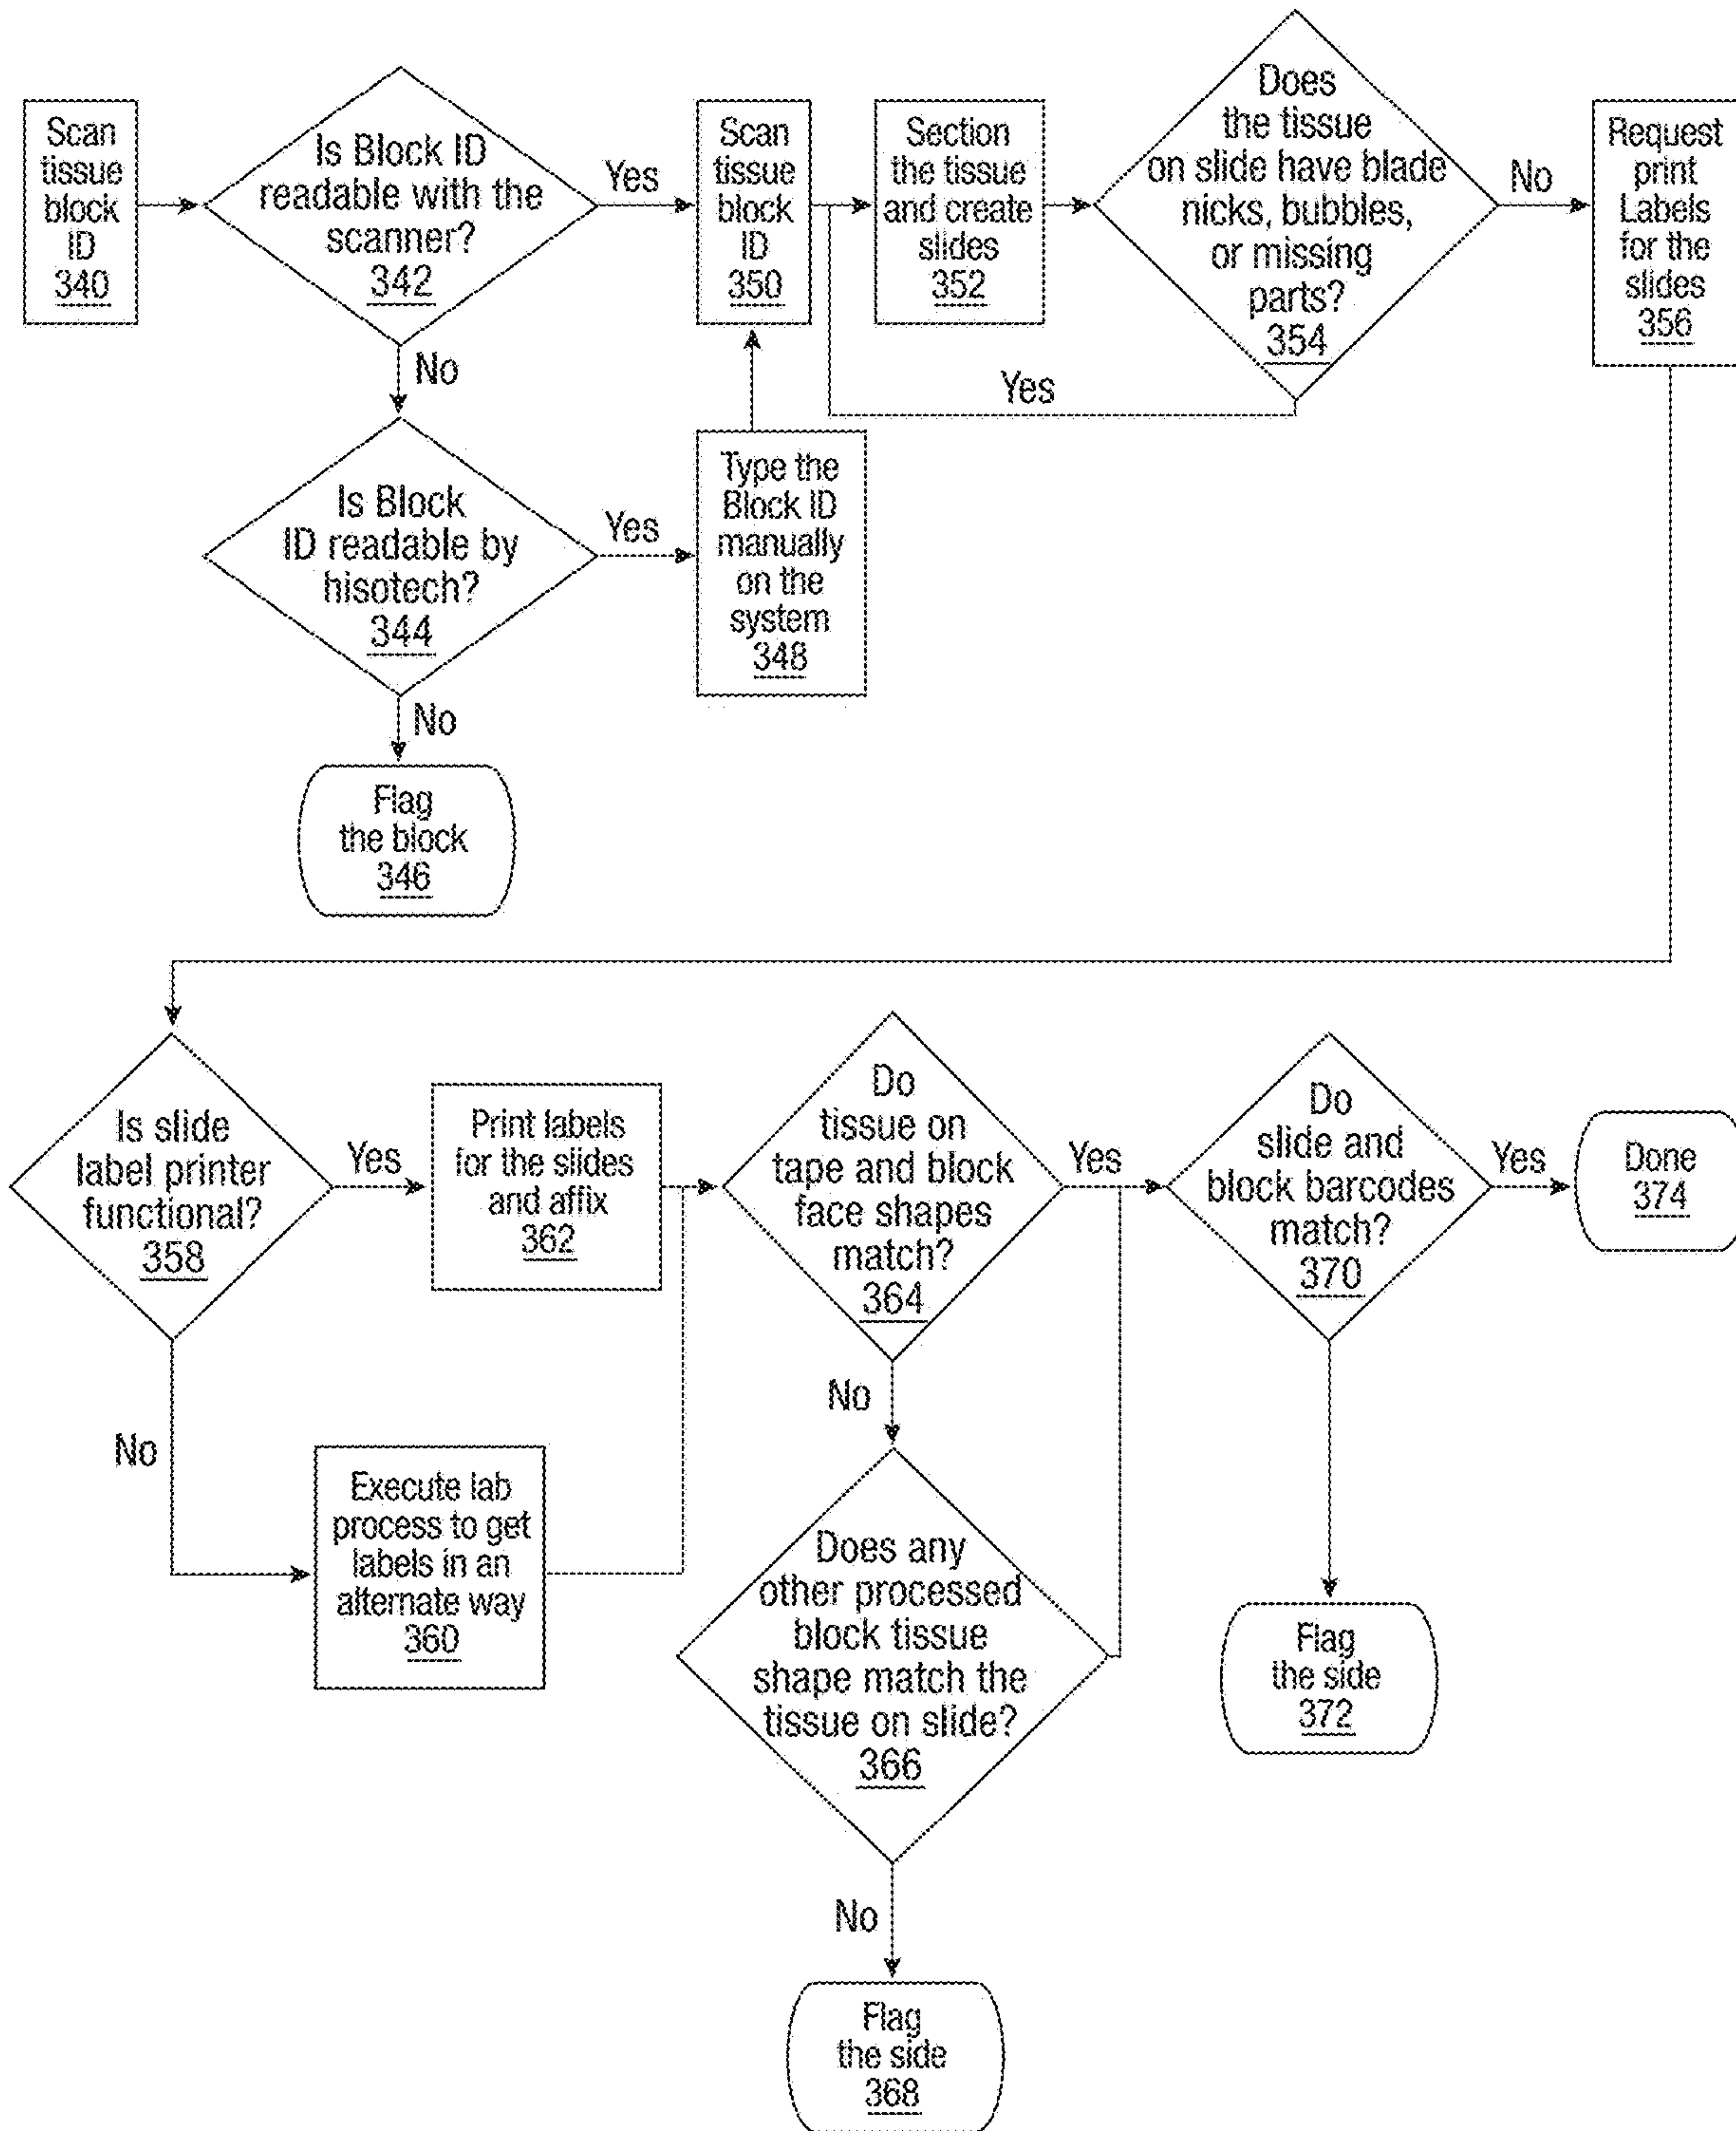 Scan
tissue
block
ID
340
Is Block ID
readable with the
scanner?
342
Yes
No
Scan
tissue
block
ID
350
Section
the tissue
and create
slides
352
Does
the tissue
on slide have blade
nicks, bubbles,
or missing
parts?
354
No
Yes
Request
print
Labels
for the
slides
356
Is Block
ID readable by
hisotech?
344
Yes
No
Type the
Block ID
manually
on the
system
348
Flag
the block
346
Is slide
label printer
functional?
358
Yes
No
Print labels
for the slides
and affix
362
Execute lab
process to get
labels in an
alternate way
360
Do
tissue on
tape and block
face shapes
match?
364
Yes
No
Does any
other processed
block tissue
shape match the
tissue on slide?
366
No
Flag
the side
368
Do
slide and
block barcodes
match?
370
Yes
Done
374
Flag
the side
372